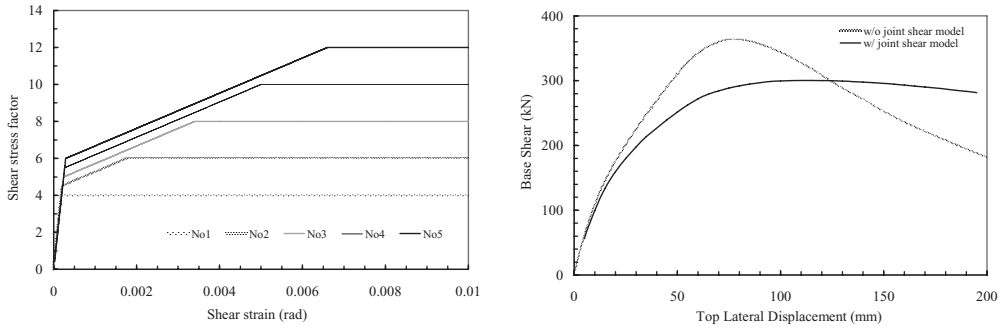 Shear stress factor
14
12
10
8
6
4
2
0
No1 No2 No3 No4 No5
0 0.002 0.004 0.006 0.008 0.01
Shear strain (rad)
Base Shear (kN)
400
300
200
100
0
w/o joint shear model
w/ joint shear model
0 50 100 150 200
Top Lateral Displacement (mm)